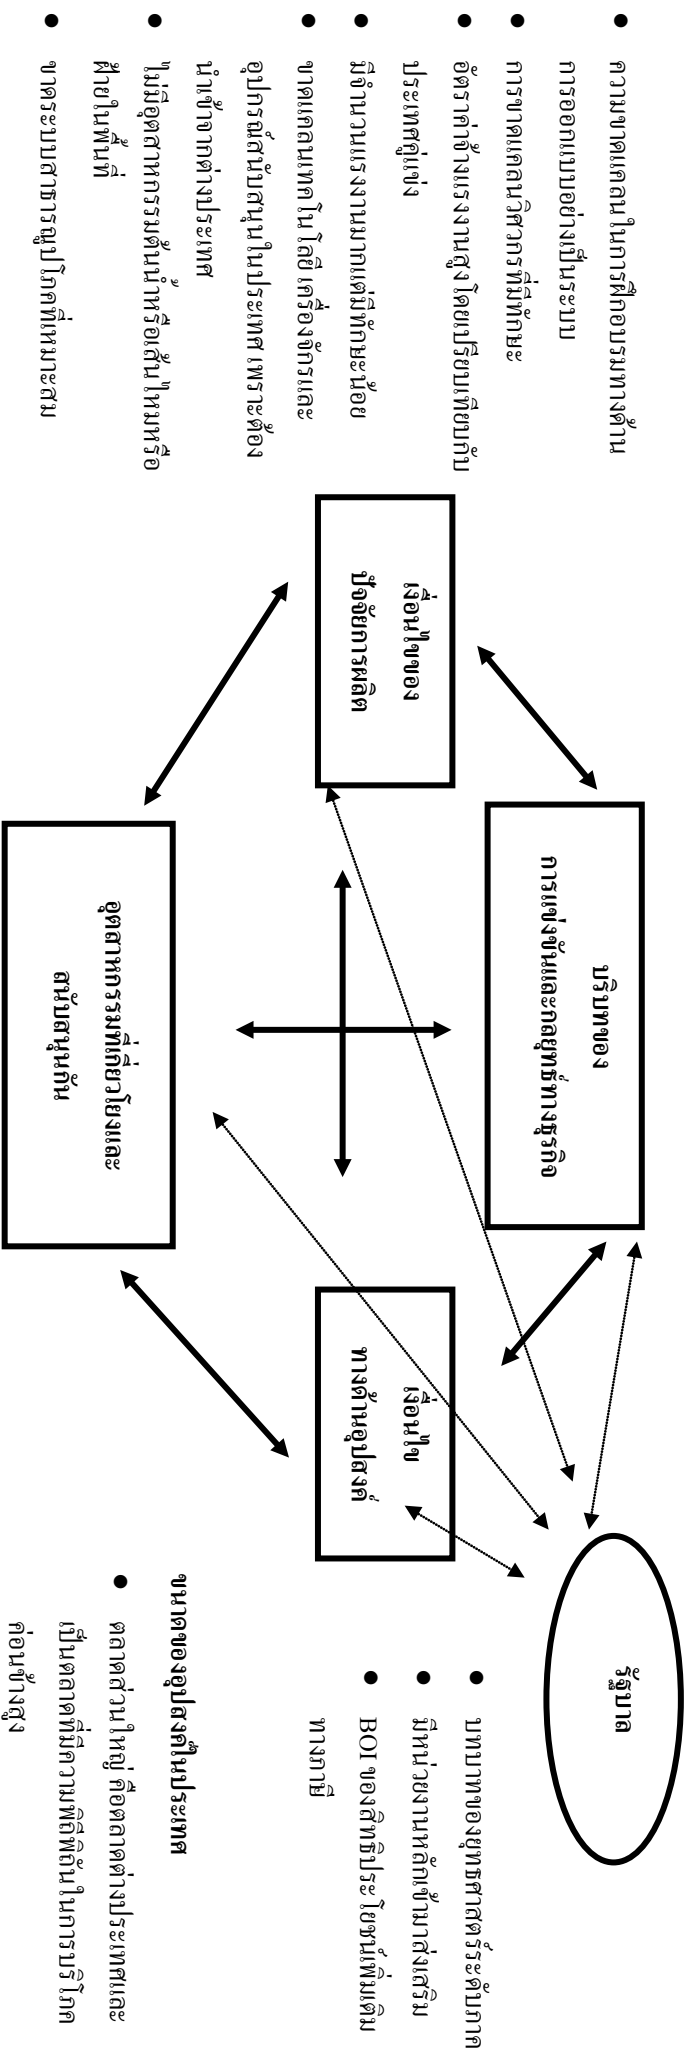 รัฐบาล
บริบทของ
การแข่งขันและกลยุทธ์ทางธุรกิจ
เงื่อนไขของ
ปัจจัยการผลิต
เงื่อนไข
ทางด้านอุปสงค์
อุตสาหกรรมที่เกี่ยวโยงและ
สนับสนุนกัน
● ความขาดแคลนในการฝึกอบรมทางด้าน
การออกแบบอย่างเป็นระบบ
● การขาดแคลนวิศวกรที่มีทักษะ
● อัตราค่าจ้างแรงงานสูงโดยเปรียบเทียบกับ
ประเทศคู่แข่ง
● มีจำนวนแรงงานมากแต่มีทักษะน้อย
● ขาดแคลนเทคโนโลยี เครื่องจักรและ
อุปกรณ์สนับสนุนในประเทศ เพราะต้อง
นำเข้าจากต่างประเทศ
● ไม่มีอุตสาหกรรมต้นน้ำหรือเส้นไหมหรือ
ฝ้ายในพื้นที่
● ขาดระบบสาธารณูปโภคที่เหมาะสม
● บทบาทของยุทธศาสตร์ระดับภาค
● มีหน่วยงานหลักเข้ามาส่งเสริม
● BOI ของสิทธิประโยชน์เพิ่มเติม
ทางภาษี
ขนาดของอุปสงค์ในประเทศ
● ตลาดส่วนใหญ่ คือตลาดต่างประเทศและ
เป็นตลาดที่มีความพิถีพิถันในการบริโภค
ค่อนข้างสูง